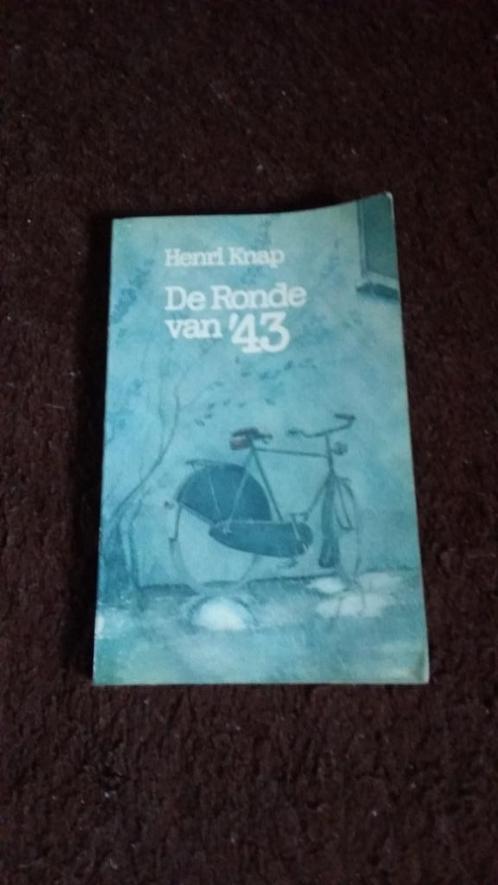 Henri Knap
De Ronde
van '43